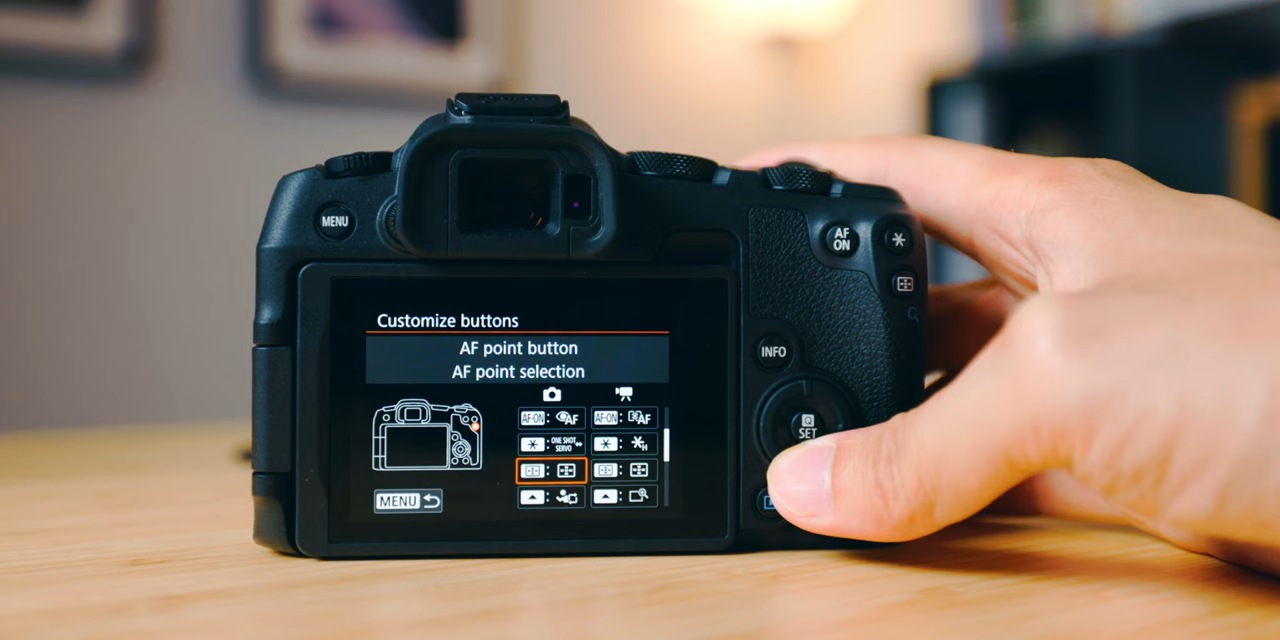 MENU
AF
ON
INFO
Q
SET
Customize buttons
AF point button
AF point selection
AF-ON: AF
AF-ON: AF
ONE SHOT
SERVO
H
MENU